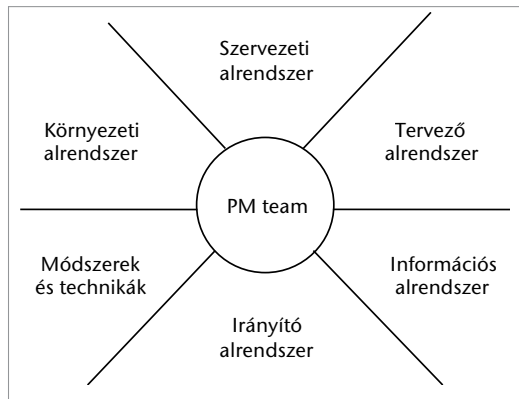 Szervezeti
alrendszer
Környezeti
alrendszer
Tervező
alrendszer
PM team
Módszerek
és technikák
Információs
alrendszer
Irányító
alrendszer